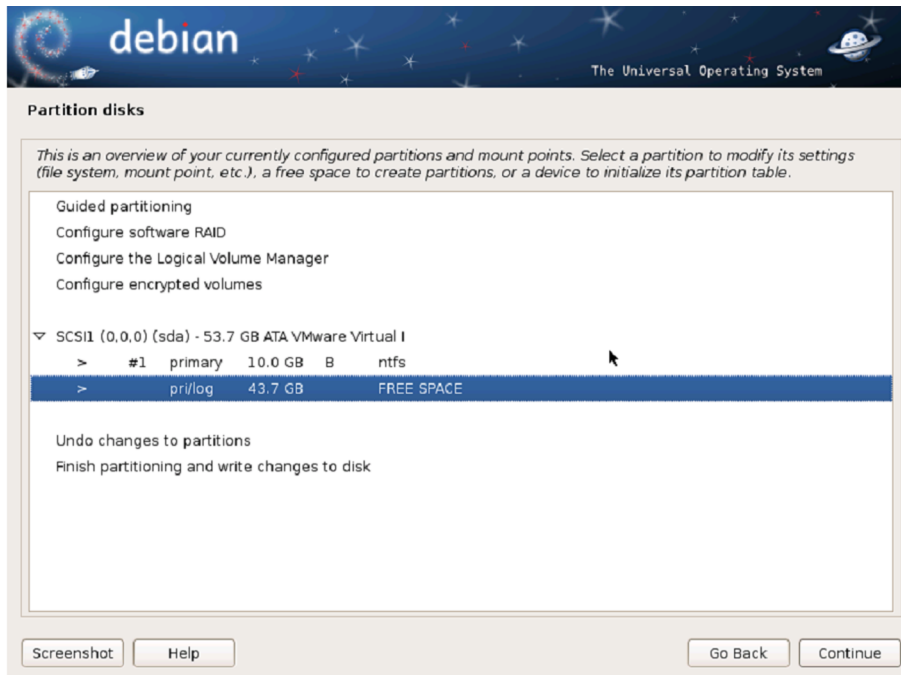 debian
The Universal Operating System
Partition disks
This is an overview of your currently configured partitions and mount points. Select a partition to modify its settings
(file system, mount point, etc.), a free space to create partitions, or a device to initialize its partition table.
Guided partitioning
Configure software RAID
Configure the Logical Volume Manager
Configure encrypted volumes
SCSI1 (0,0,0) (sda) - 53.7 GB ATA VMware Virtual I
> #1 primary 10.0 GB B ntfs
> pri/log 43.7 GB FREE SPACE
Undo changes to partitions
Finish partitioning and write changes to disk
Screenshot Help Go Back Continue